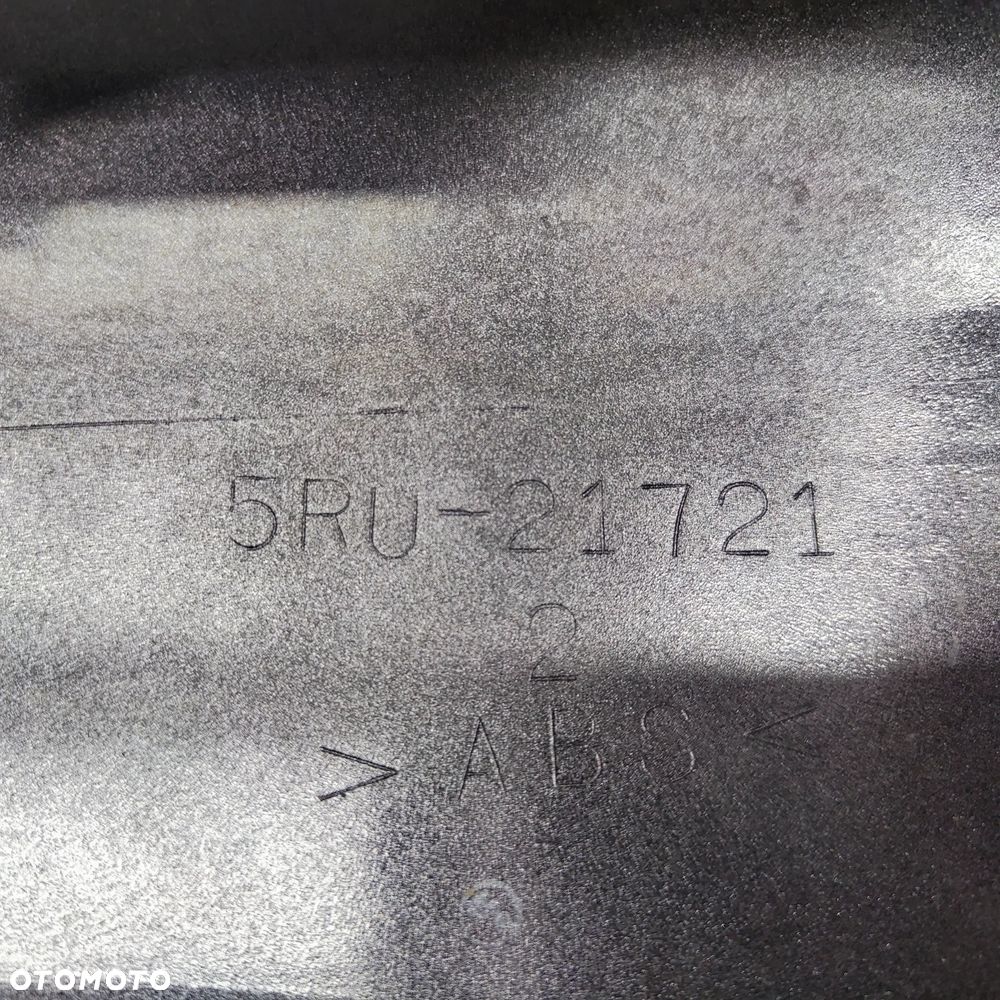 5RU-21721
2
>ABS<
OTOMOTO